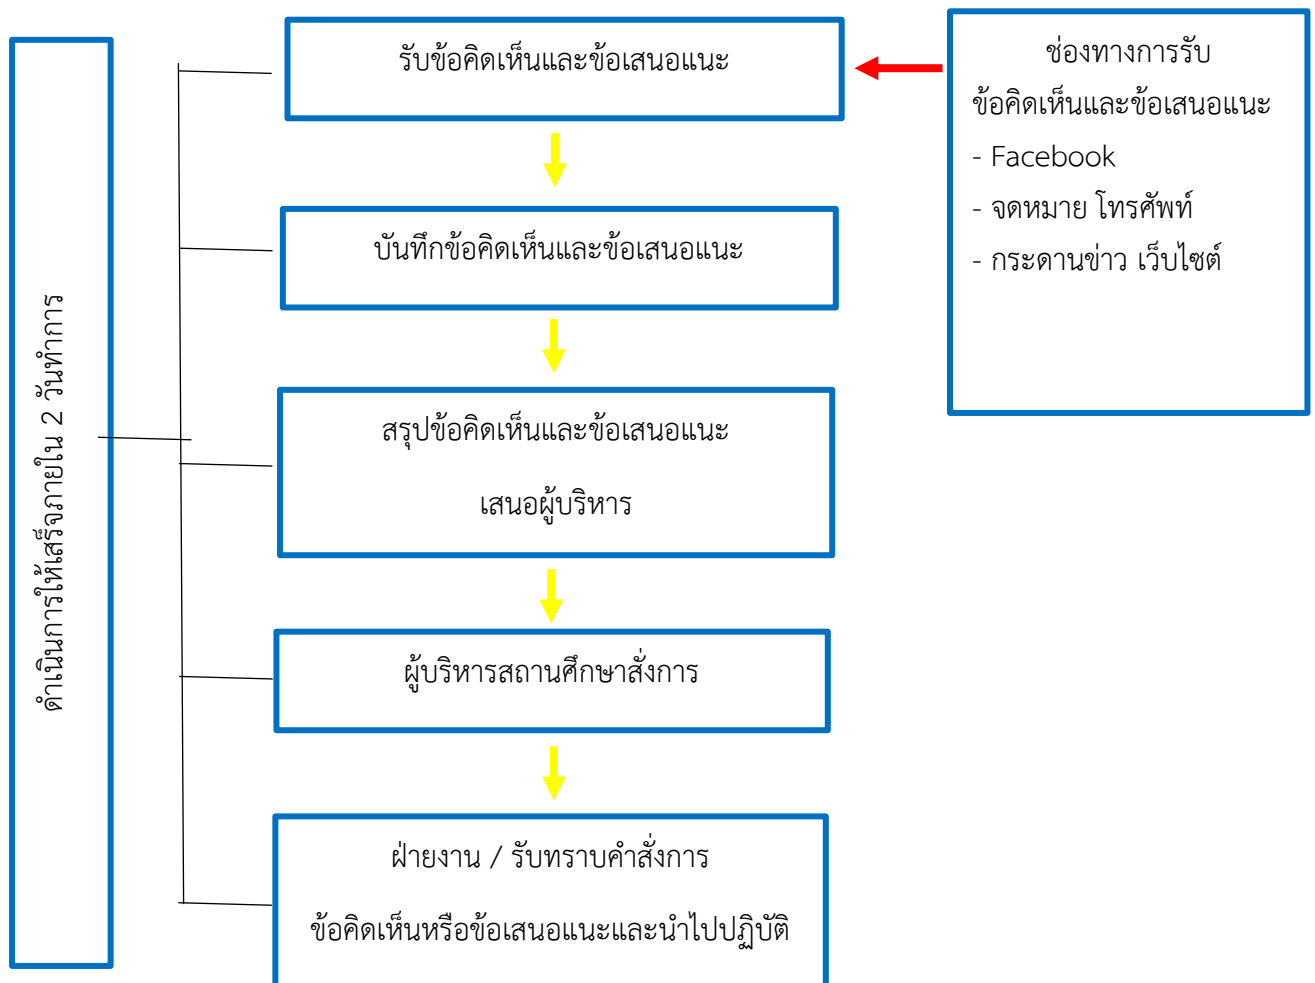 ดำเนินการให้เสร็จภายใน 2 วันทำการ
รับข้อคิดเห็นและข้อเสนอแนะ
บันทึกข้อคิดเห็นและข้อเสนอแนะ
สรุปข้อคิดเห็นและข้อเสนอแนะ
เสนอผู้บริหาร
ผู้บริหารสถานศึกษาสั่งการ
ฝ่ายงาน / รับทราบคำสั่งการ
ข้อคิดเห็นหรือข้อเสนอแนะและนำไปปฏิบัติ
ช่องทางการรับ
ข้อคิดเห็นและข้อเสนอแนะ
- Facebook
- จดหมาย โทรศัพท์
- กระดานข่าว เว็บไซต์